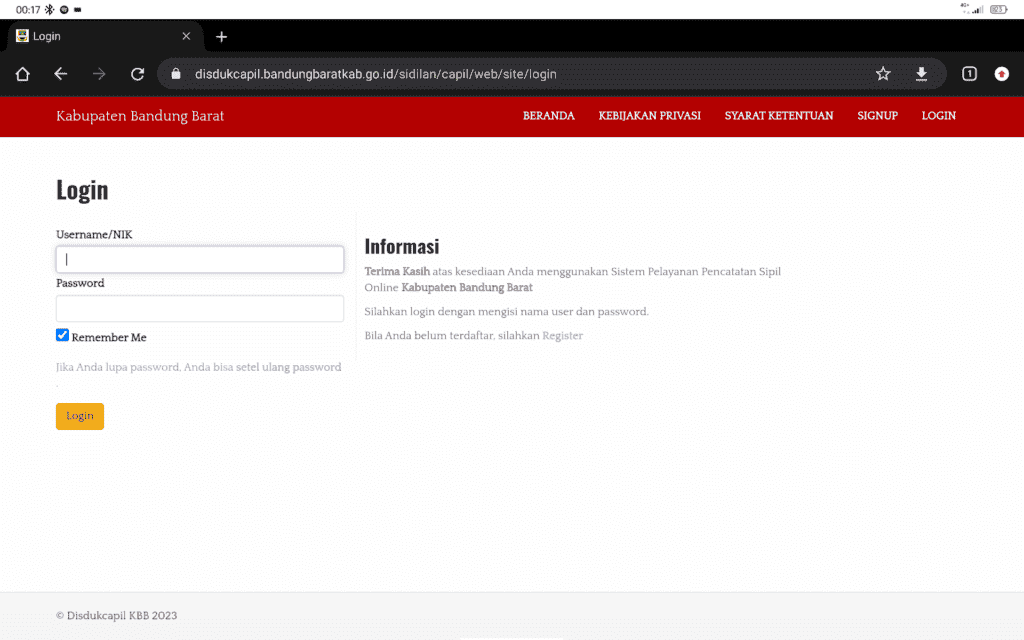 00:17
Login
disdukcapil.bandungbaratkab.go.id/sidilan/capil/web/site/login
1
Kabupaten Bandung Barat
BERANDA KEBIJAKAN PRIVASI SYARAT KETENTUAN SIGNUP LOGIN
Login
Username/NIK
Password
Remember Me
Jika Anda lupa password, Anda bisa setel ulang password
.
Login
Informasi
Terima Kasih atas kesediaan Anda menggunakan Sistem Pelayanan Pencatatan Sipil
Online Kabupaten Bandung Barat
Silahkan login dengan mengisi nama user dan password.
Bila Anda belum terdaftar, silahkan Register
© Disdukcapil KBB 2023